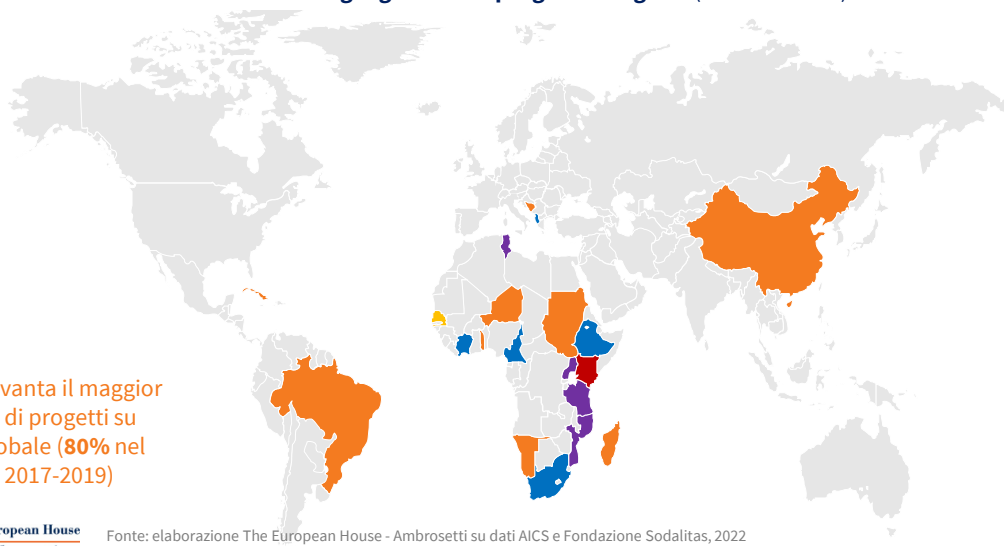 vanta il maggior
di progetti su
obale (80% nel
2017-2019)
ropean House
Fonte: elaborazione The European House - Ambrosetti su dati AICS e Fondazione Sodalitas, 2022